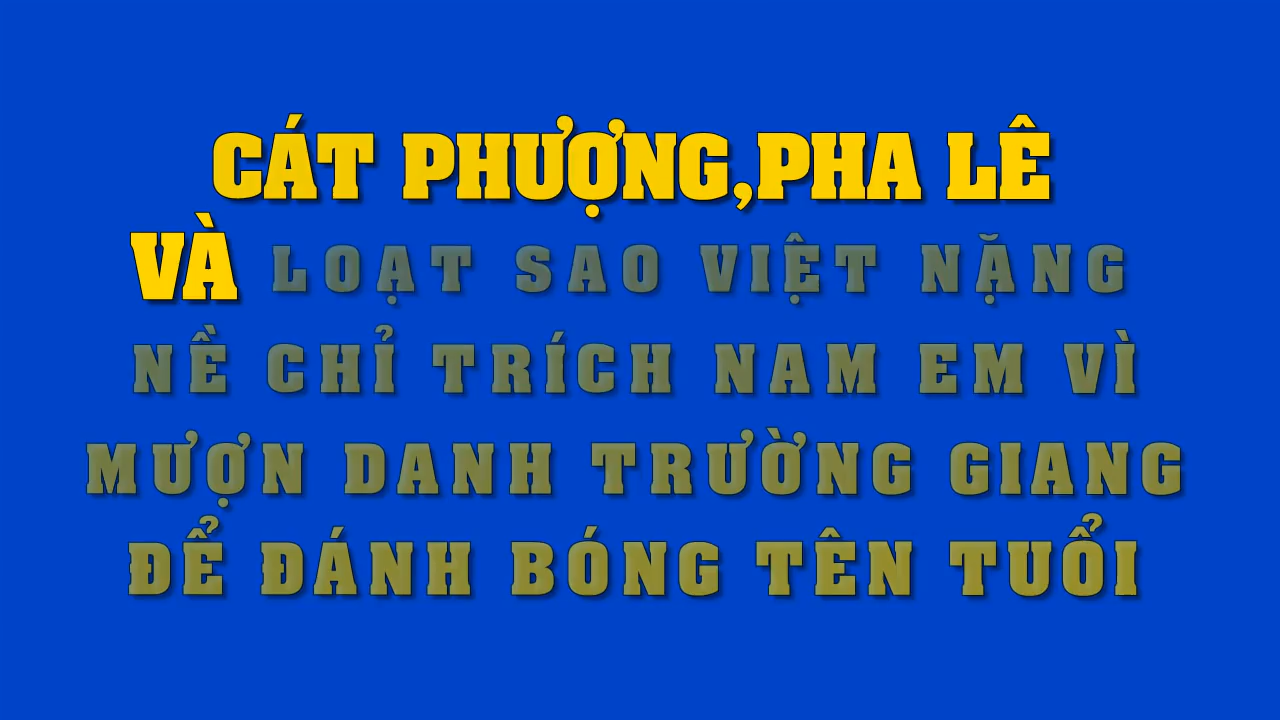 CÁT PHƯỢNG,PHA LÊ
VÀ LOẠT SAO VIỆT NẶNG
NỀ CHỈ TRÍCH NAM EM VÌ
MƯỢN DANH TRƯỜNG GIANG
ĐỂ ĐÁNH BÓNG TÊN TUỔI